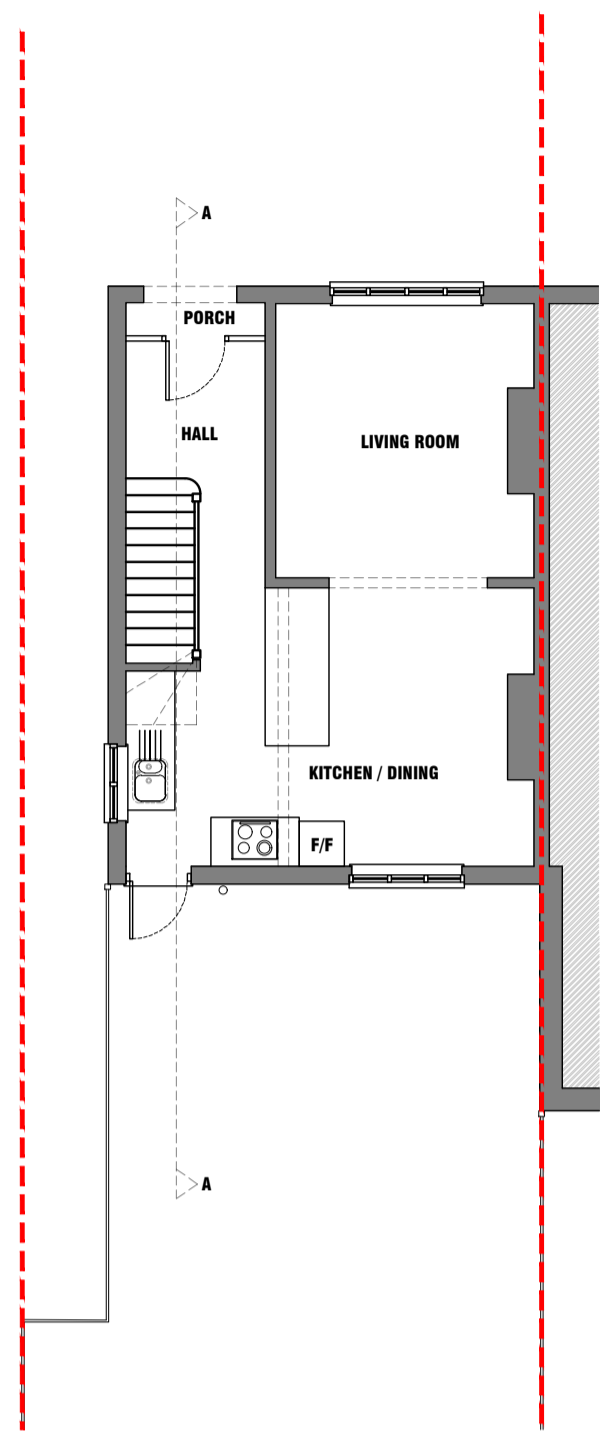 A
PORCH
HALL
LIVING ROOM
KITCHEN / DINING
F/F
A